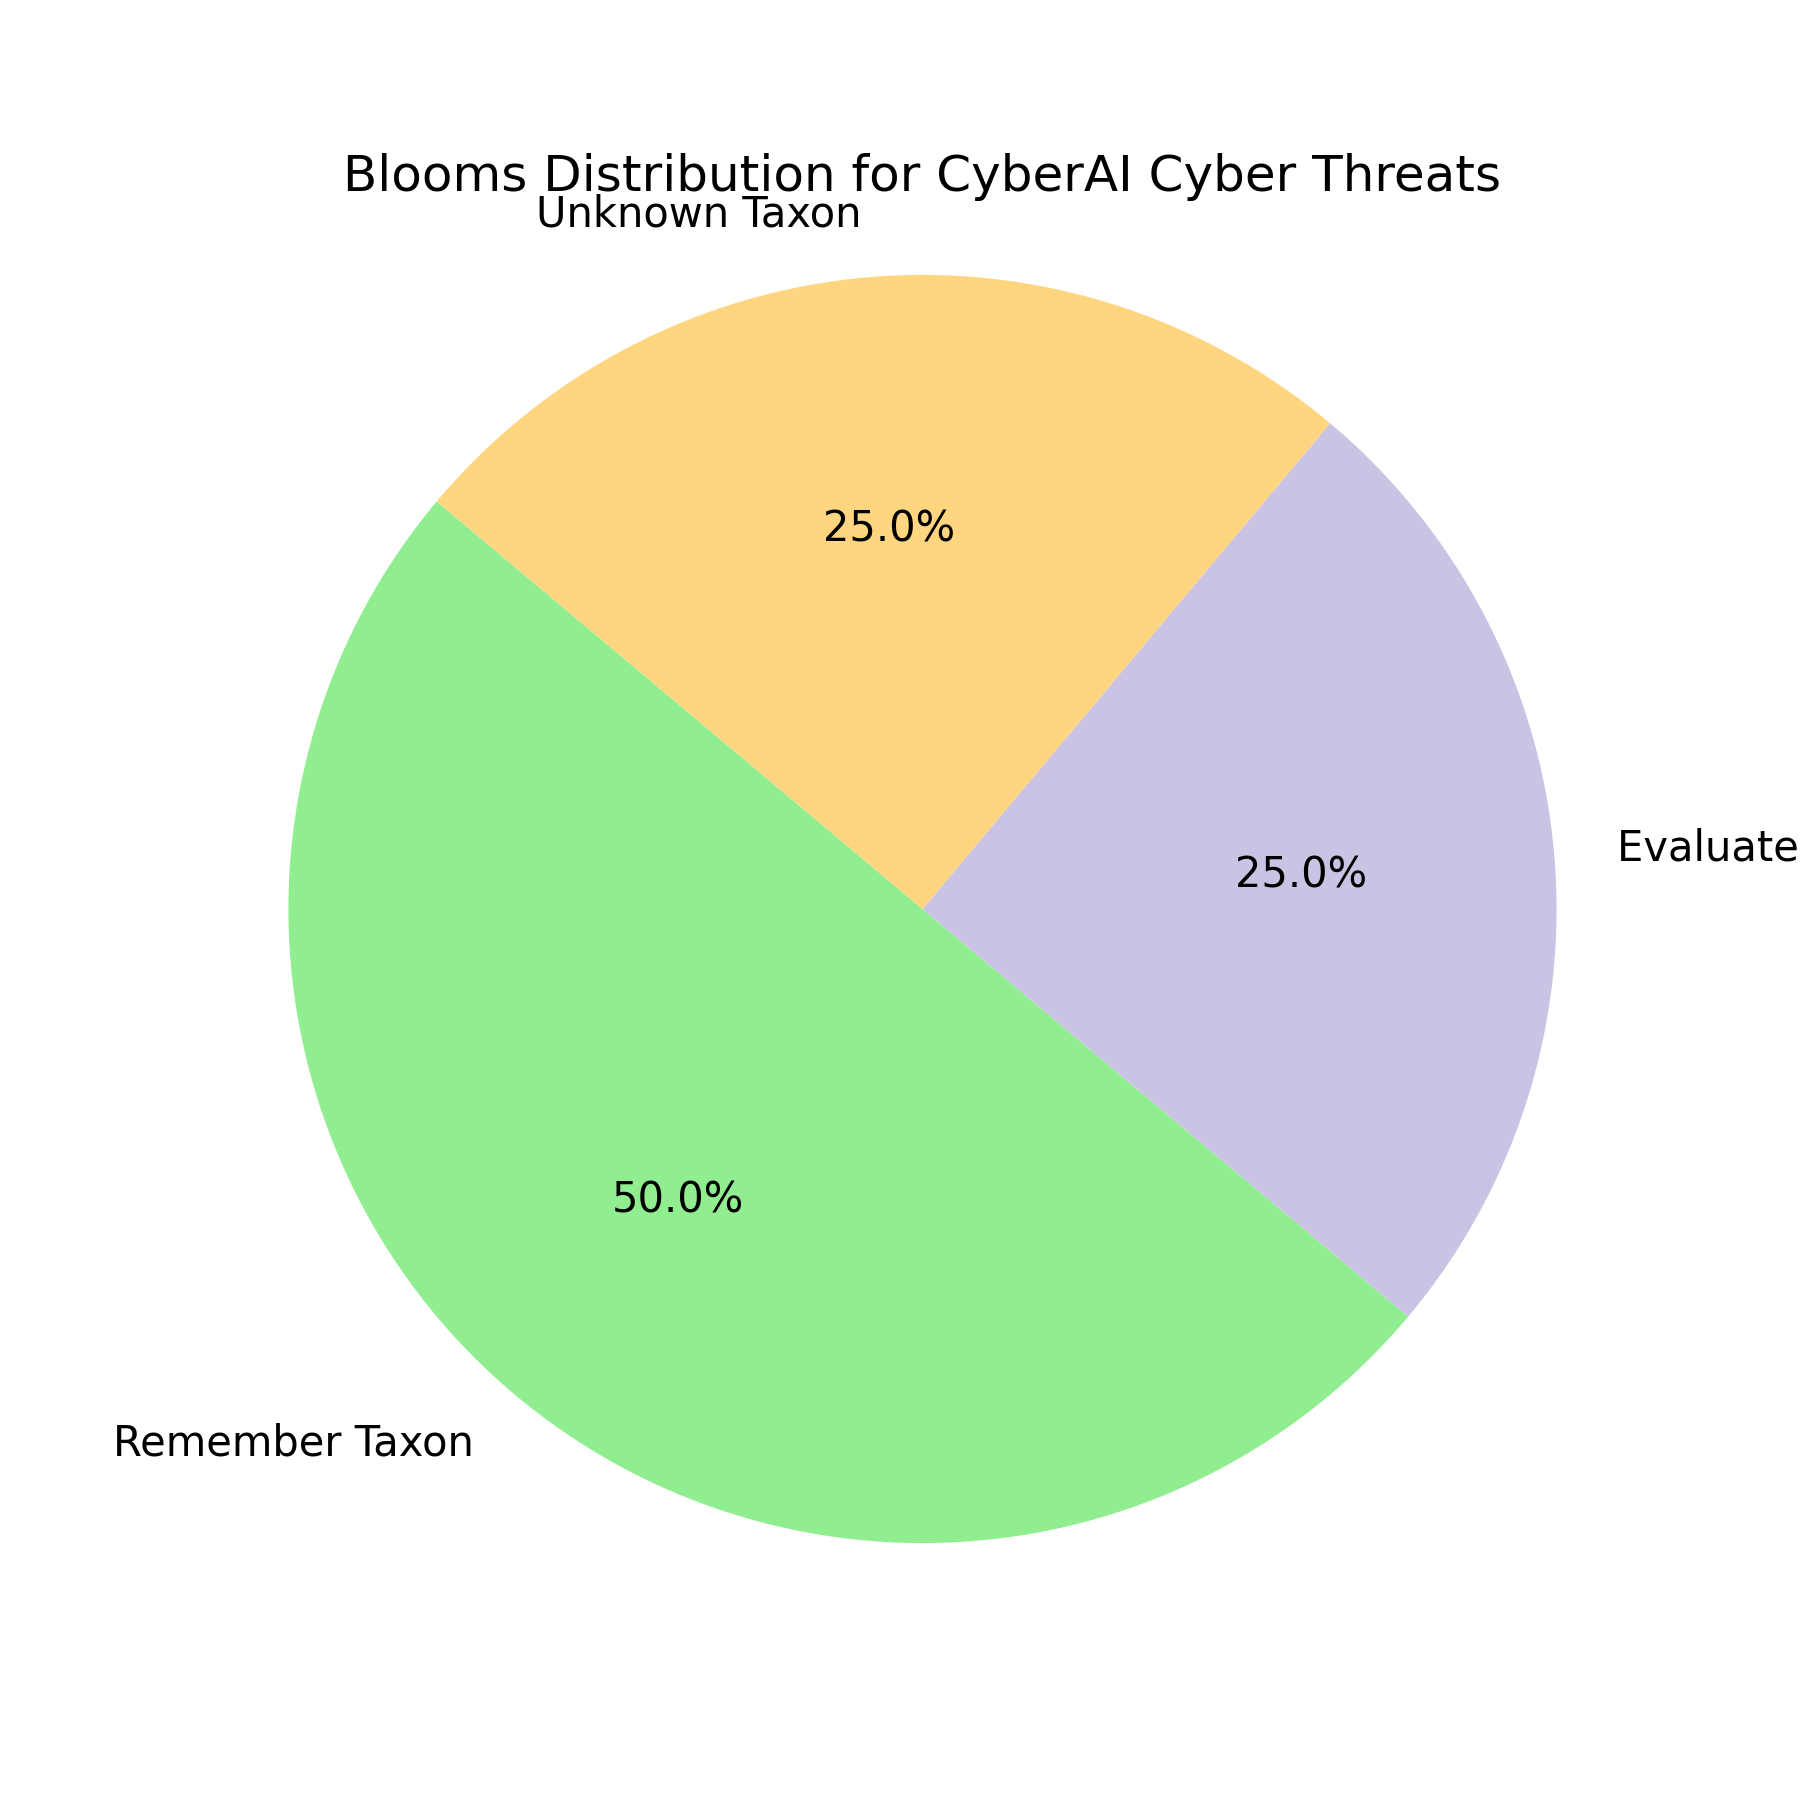 Blooms Distribution for CyberAI Cyber Threats
Unknown Taxon
25.0%
Evaluate
25.0%
50.0%
Remember Taxon